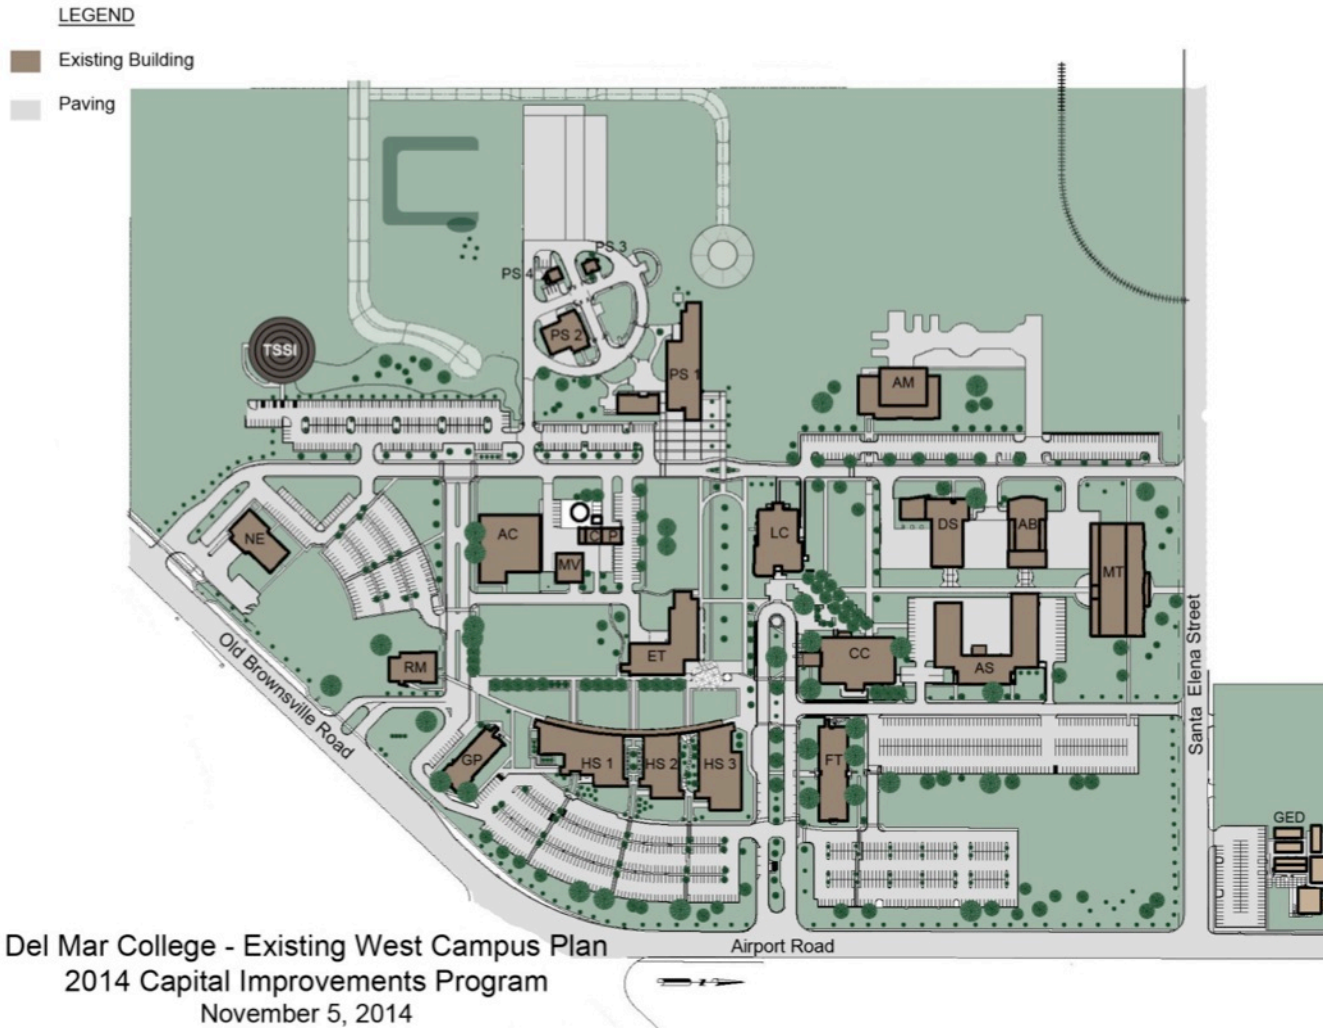 LEGEND
Existing Building
Paving
PS 3
PS 4
PS 2
TSSI
PS 1
AM
NE
AC
C P
MV
LC
DS
AB
MT
RM
ET
CC
AS
Old Brownsville Road
Santa Elena Street
GP
HS 1
HS 2
HS 3
FT
GED
Airport Road
Del Mar College - Existing West Campus Plan
2014 Capital Improvements Program
November 5, 2014